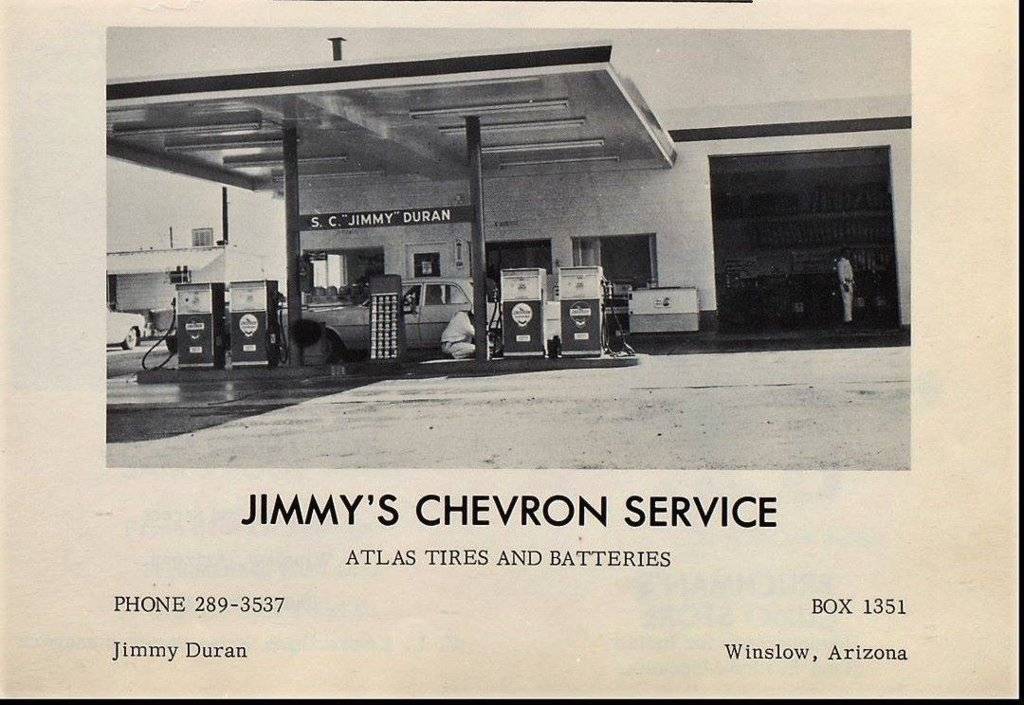 S. C. "JIMMY" DURAN
JIMMY'S CHEVRON SERVICE
ATLAS TIRES AND BATTERIES
PHONE 289-3537
BOX 1351
Jimmy Duran
Winslow, Arizona